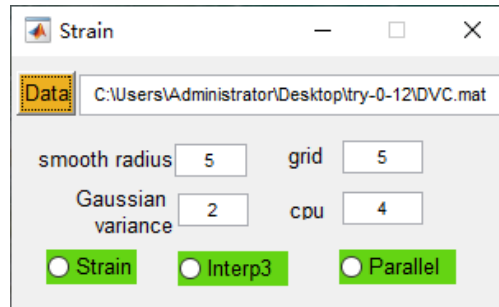 Strain
Data C:\Users\Administrator\Desktop\try-0-12\DVC.mat
smooth radius 5 grid 5
Gaussian
variance 2 cpu 4
Strain Interp3 Parallel